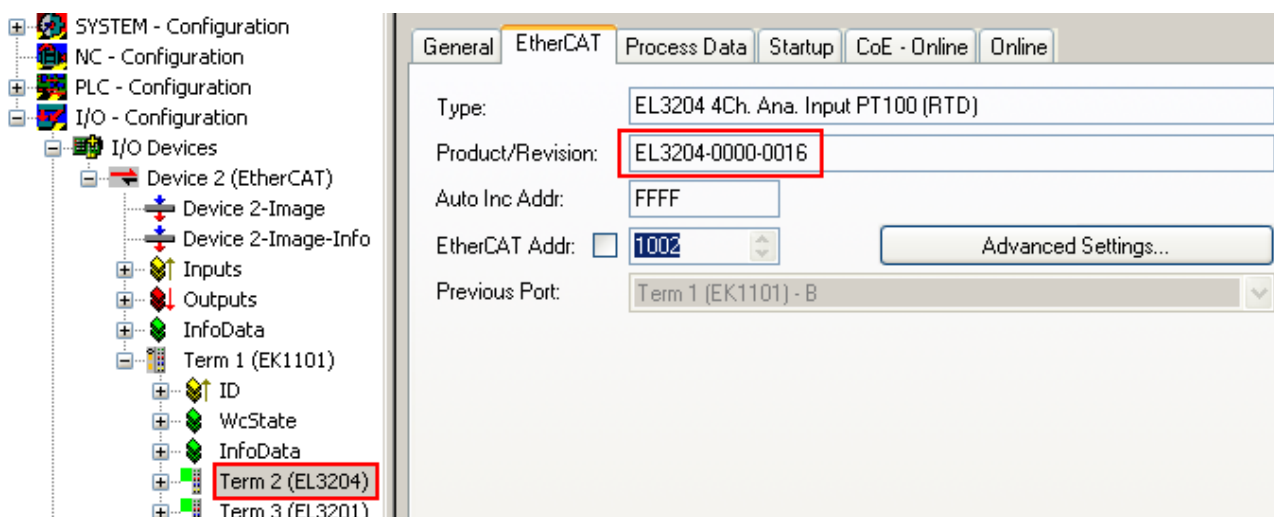 SYSTEM - Configuration
NC - Configuration
PLC - Configuration
I/O - Configuration
I/O Devices
Device 2 (EtherCAT)
Device 2-Image
Device 2-Image-Info
Inputs
Outputs
InfoData
Term 1 (EK1101)
ID
WcState
InfoData
Term 2 (EL3204)
Term 3 (EL3201)
General EtherCAT Process Data Startup CoE - Online Online
Type: EL3204 4Ch. Ana. Input PT100 (RTD)
Product/Revision: EL3204-0000-0016
Auto Inc Addr: FFFF
EtherCAT Addr: 1002 Advanced Settings...
Previous Port: Term 1 (EK1101) - B